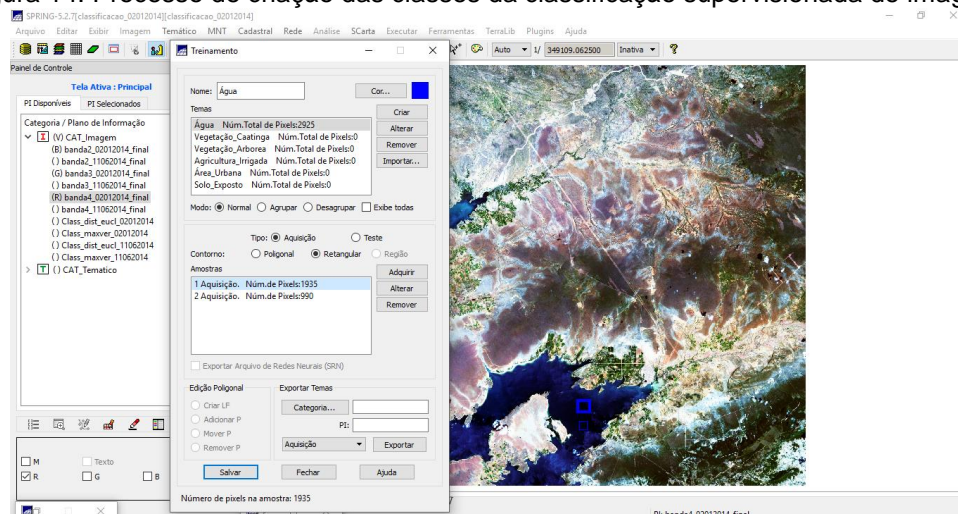 SPRING-5.2.7[classificacao_02012014][classificacao_02012014]
Arquivo Editar Exibir Imagem Temático MNT Cadastral Rede Análise SCarta Executar Ferramentas TerraLib Plugins Ajuda
Auto 1/ 349109.062500 Inativa
Painel de Controle
Tela Ativa : Principal
PI Disponíveis PI Selecionados
Categoria / Plano de Informação
(V) CAT_Imagem
(B) banda2_02012014_final
( ) banda2_11062014_final
(G) banda3_02012014_final
( ) banda3_11062014_final
(R) banda4_02012014_final
( ) banda4_11062014_final
( ) Class_dist_eucl_02012014
( ) Class_maxver_02012014
( ) Class_dist_eucl_11062014
( ) Class_maxver_11062014
( ) CAT_Tematico
M Texto
R G B
Treinamento
Nome: Água Cor...
Temas
Água Núm.Total de Pixels:2925
Vegetação_Caatinga Núm.Total de Pixels:0
Vegetação_Arborea Núm.Total de Pixels:0
Agricultura_Irrigada Núm.Total de Pixels:0
Área_Urbana Núm.Total de Pixels:0
Solo_Exposto Núm.Total de Pixels:0
Criar
Alterar
Remover
Importar...
Modo: Normal Agrupar Desagrupar Exibe todas
Tipo: Aquisição Teste
Contorno: Poligonal Retangular Região
Amostras
1 Aquisição. Núm.de Pixels:1935
2 Aquisição. Núm.de Pixels:990
Adquirir
Alterar
Remover
Exportar Arquivo de Redes Neurais (SRN)
Edição Poligonal
Criar LF
Adicionar P
Mover P
Remover P
Exportar Temas
Categoria...
PI:
Aquisição Exportar
Salvar Fechar Ajuda
Número de pixels na amostra: 1935